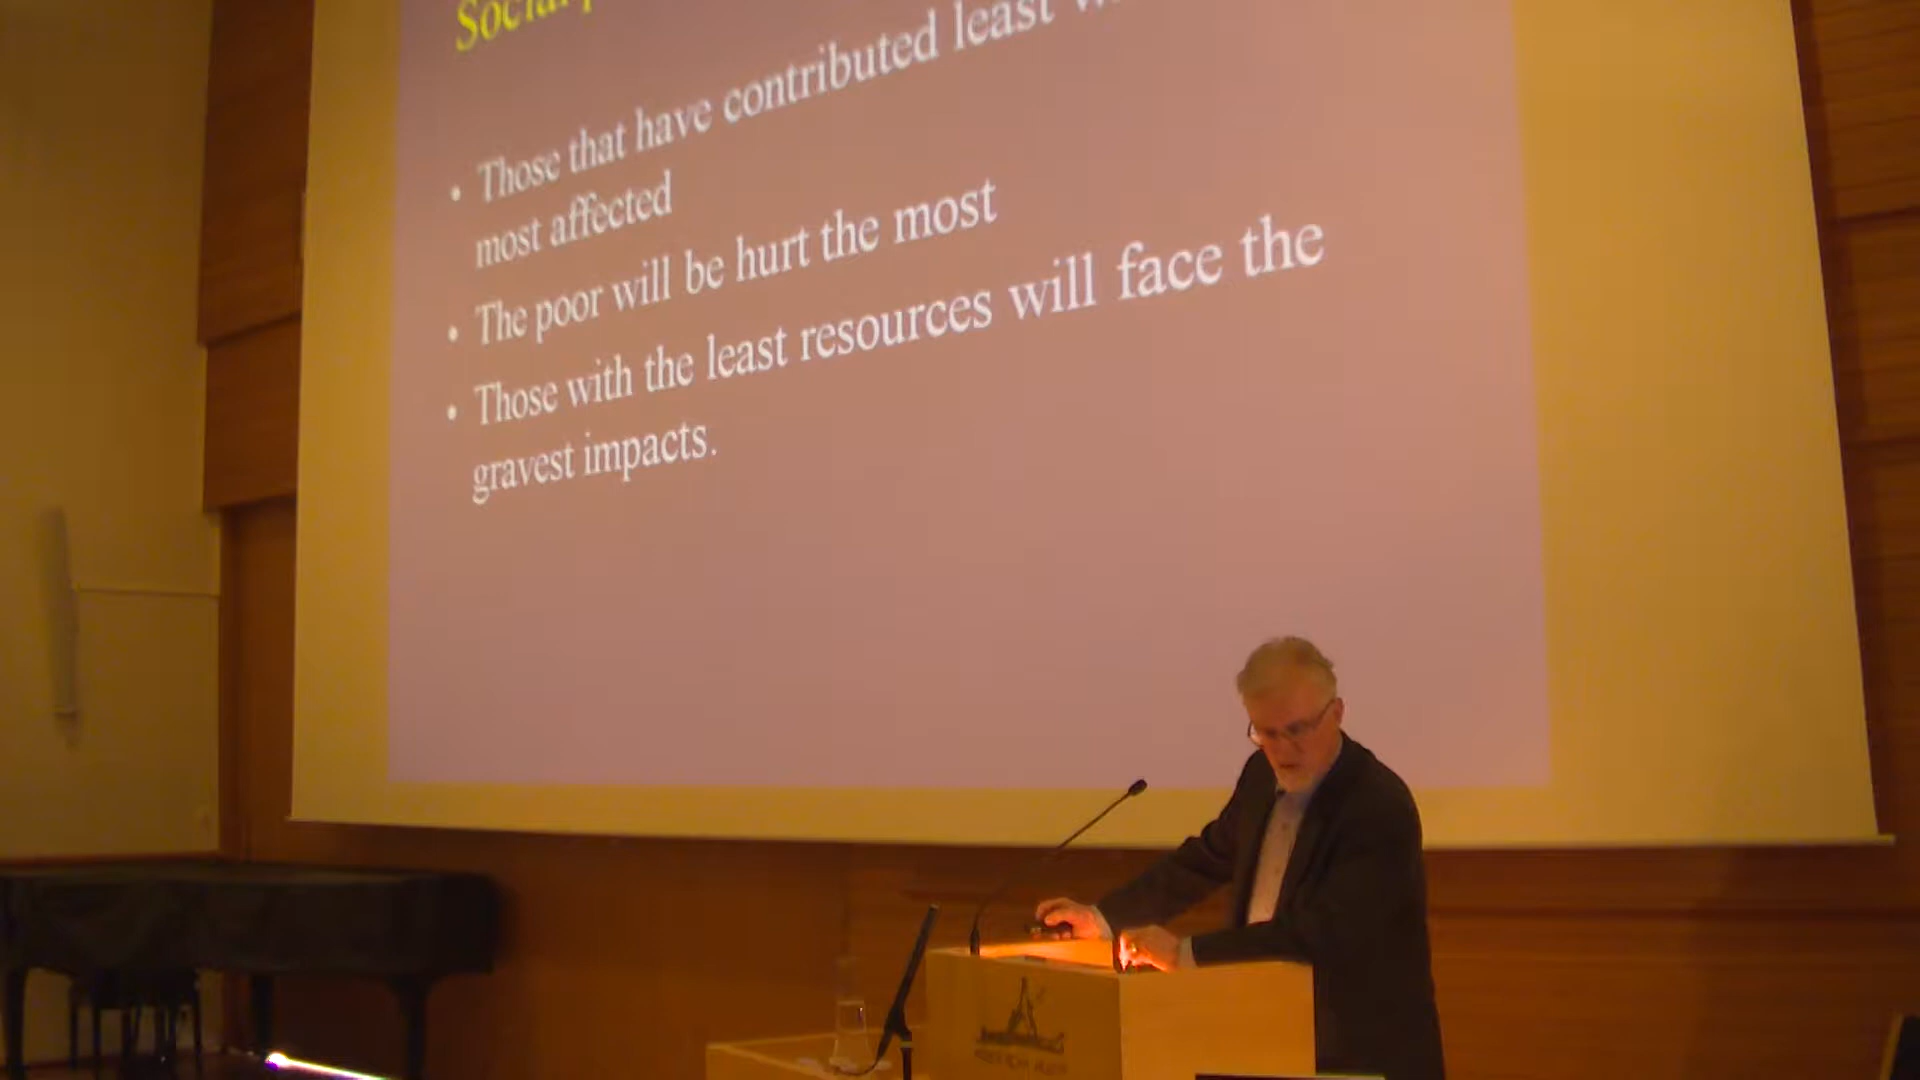 • Those that have contributed least
most affected
• The poor will be hurt the most
• Those with the least resources will face the
gravest impacts.